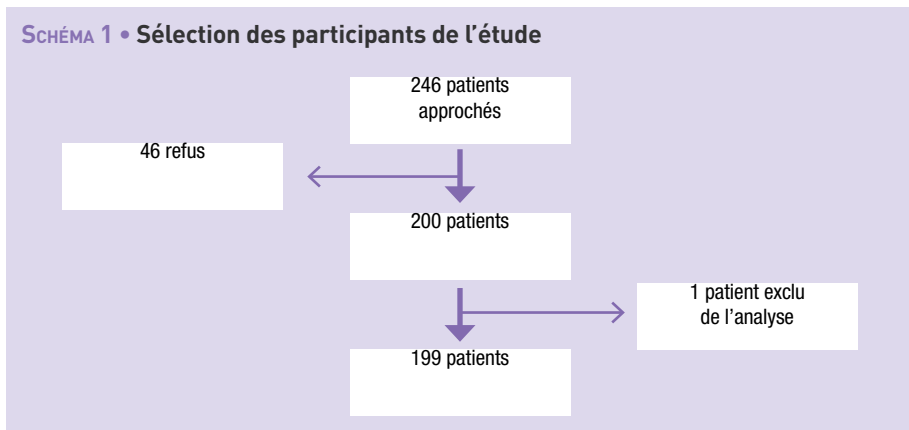 SCHÉMA 1 • Sélection des participants de l’étude
246 patients
approchés
46 refus
200 patients
1 patient exclu
de l’analyse
199 patients